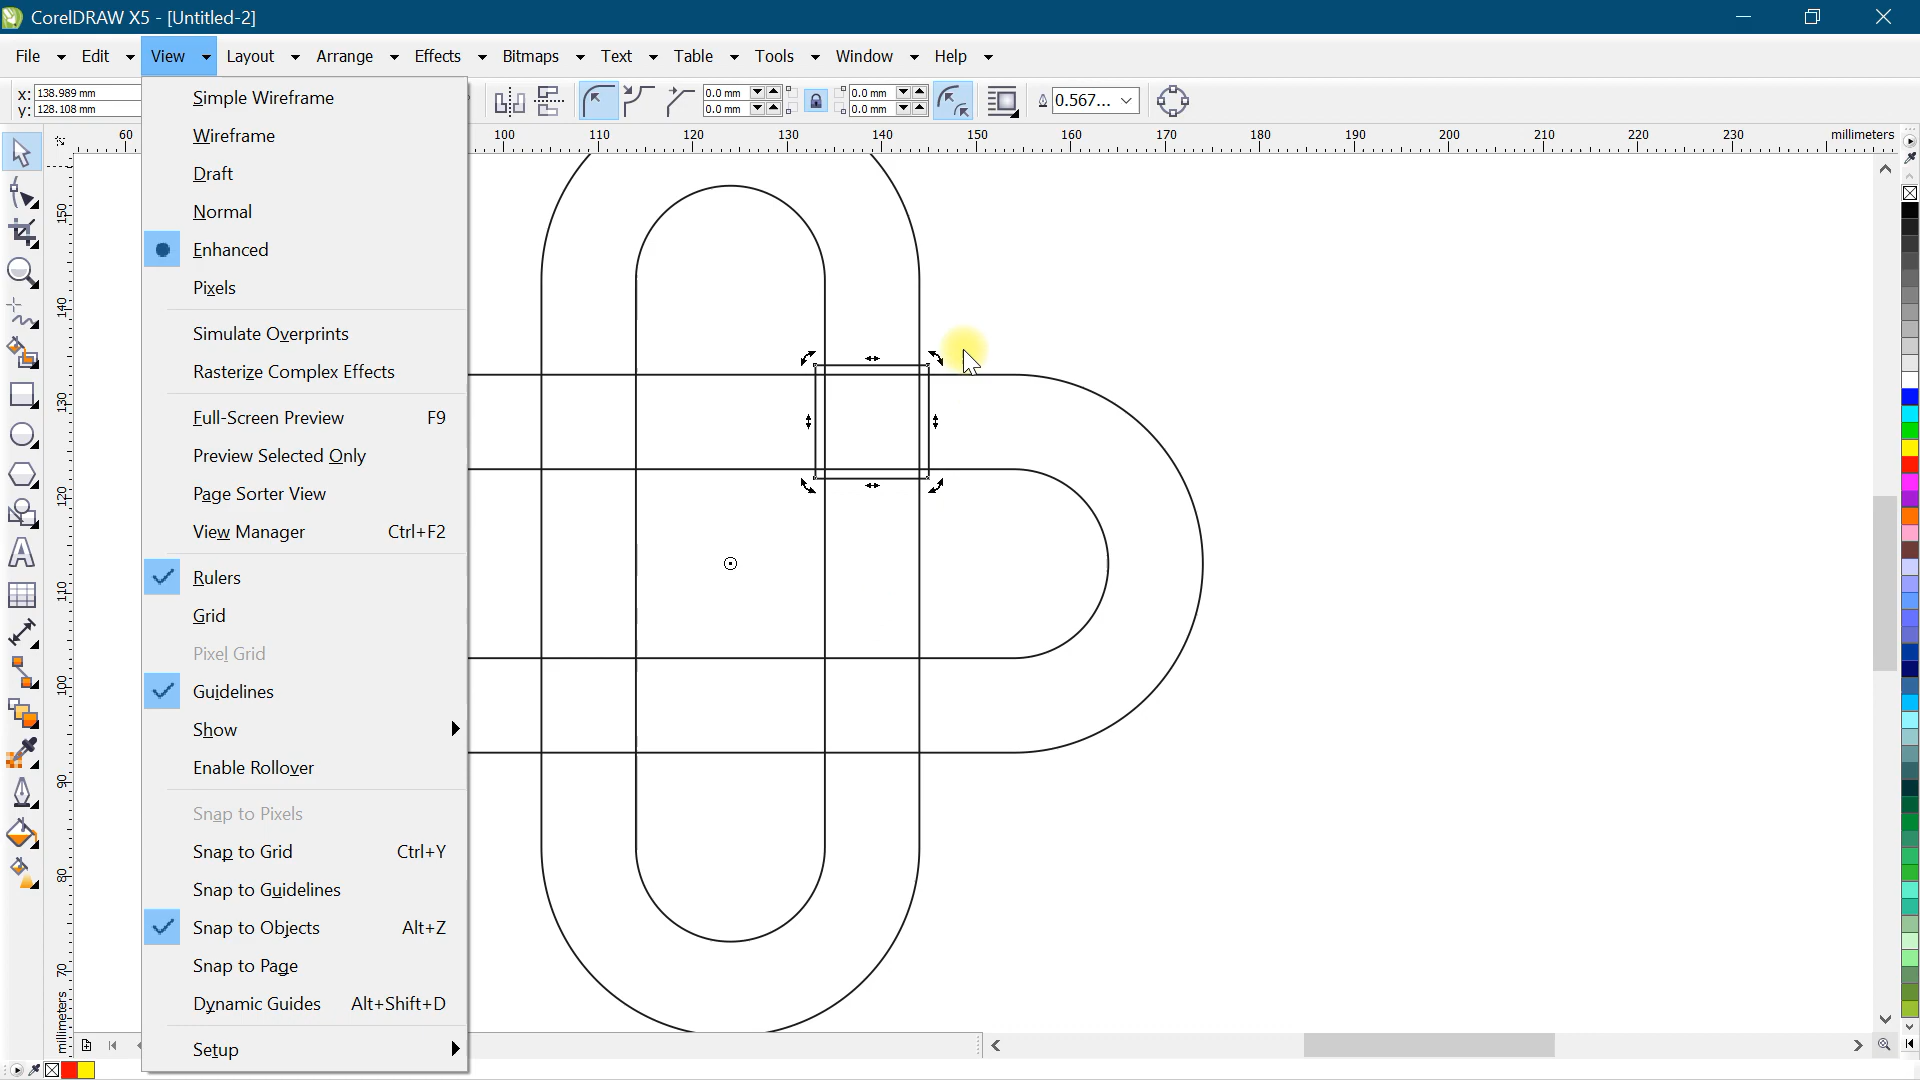 CorelDRAW X5 - [Untitled-2]
File Edit View Layout Arrange Effects Bitmaps Text Table Tools Window Help
x: 138.989 mm
y: 128.108 mm
0.0 mm
0.0 mm
0.0 mm
0.0 mm
0.567...
60 100 110 120 130 140 150 160 170 180 190 200 210 220 230 millimeters
150
140
130
120
110
100
90
80
70
millimeters
Simple Wireframe
Wireframe
Draft
Normal
Enhanced
Pixels
Simulate Overprints
Rasterize Complex Effects
Full-Screen Preview F9
Preview Selected Only
Page Sorter View
View Manager Ctrl+F2
Rulers
Grid
Pixel Grid
Guidelines
Show
Enable Rollover
Snap to Pixels
Snap to Grid Ctrl+Y
Snap to Guidelines
Snap to Objects Alt+Z
Snap to Page
Dynamic Guides Alt+Shift+D
Setup